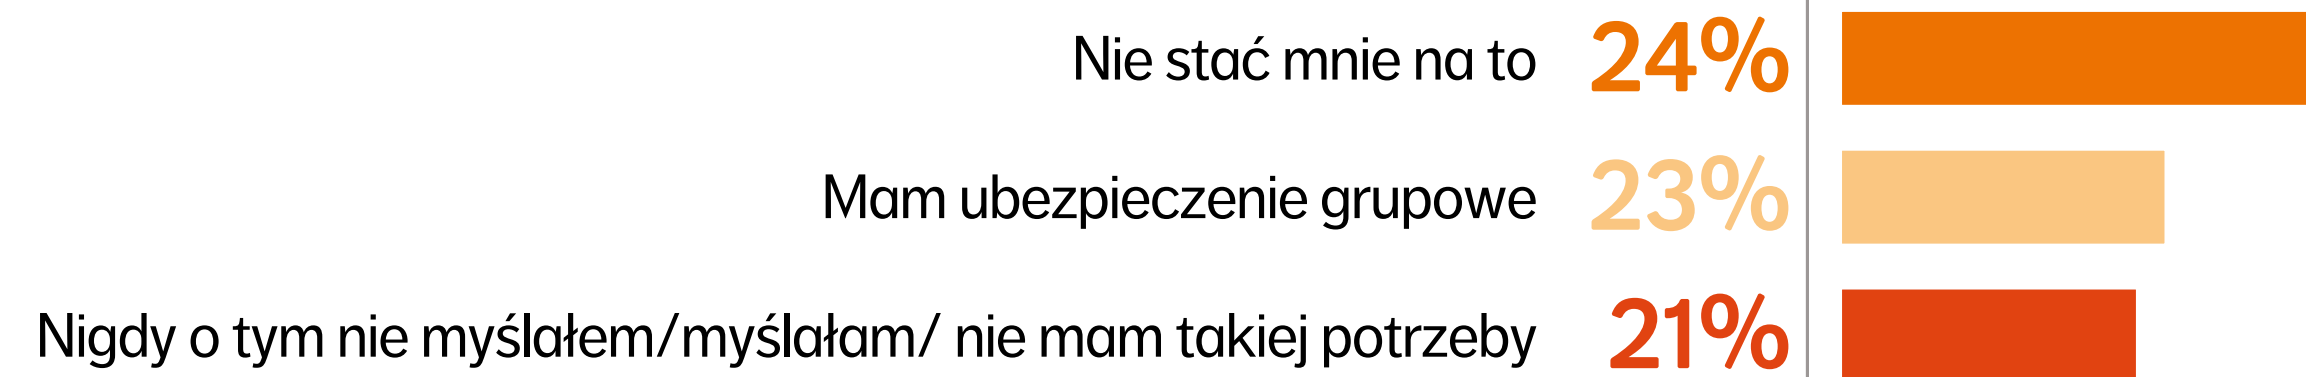 Nie stać mnie na to 24%
Mam ubezpieczenie grupowe 23%
Nigdy o tym nie myślałem/myślałam/ nie mam takiej potrzeby 21%